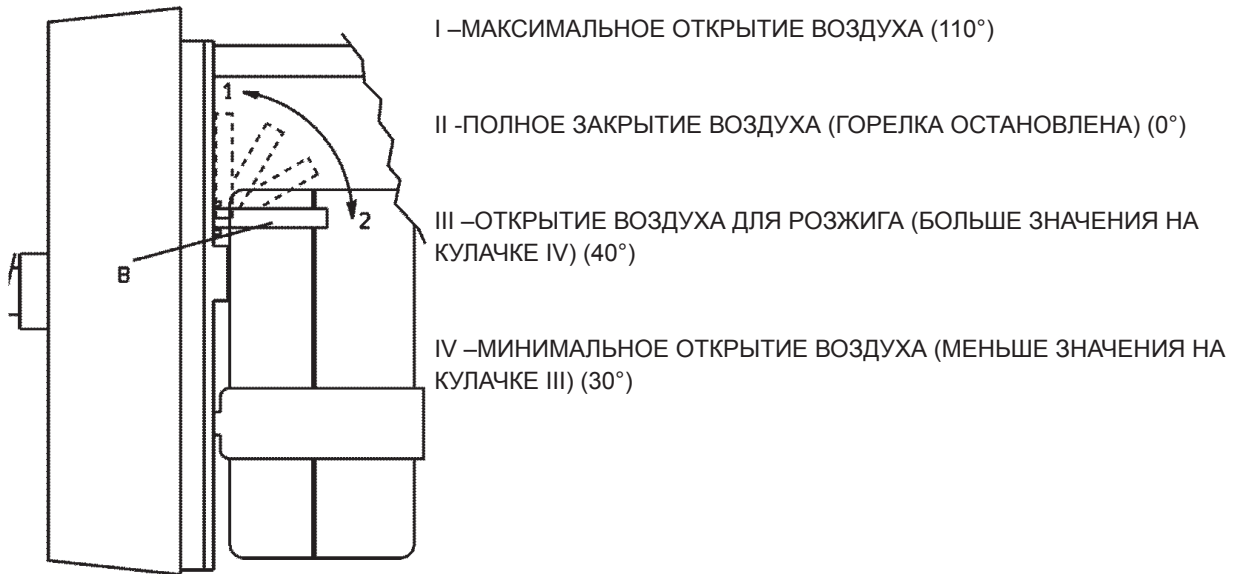 I –МАКСИМАЛЬНОЕ ОТКРЫТИЕ ВОЗДУХА (110°)
1
II -ПОЛНОЕ ЗАКРЫТИЕ ВОЗДУХА (ГОРЕЛКА ОСТАНОВЛЕНА) (0°)
2
III –ОТКРЫТИЕ ВОЗДУХА ДЛЯ РОЗЖИГА (БОЛЬШЕ ЗНАЧЕНИЯ НА
КУЛАЧКЕ IV) (40°)
B
IV –МИНИМАЛЬНОЕ ОТКРЫТИЕ ВОЗДУХА (МЕНЬШЕ ЗНАЧЕНИЯ НА
КУЛАЧКЕ III) (30°)